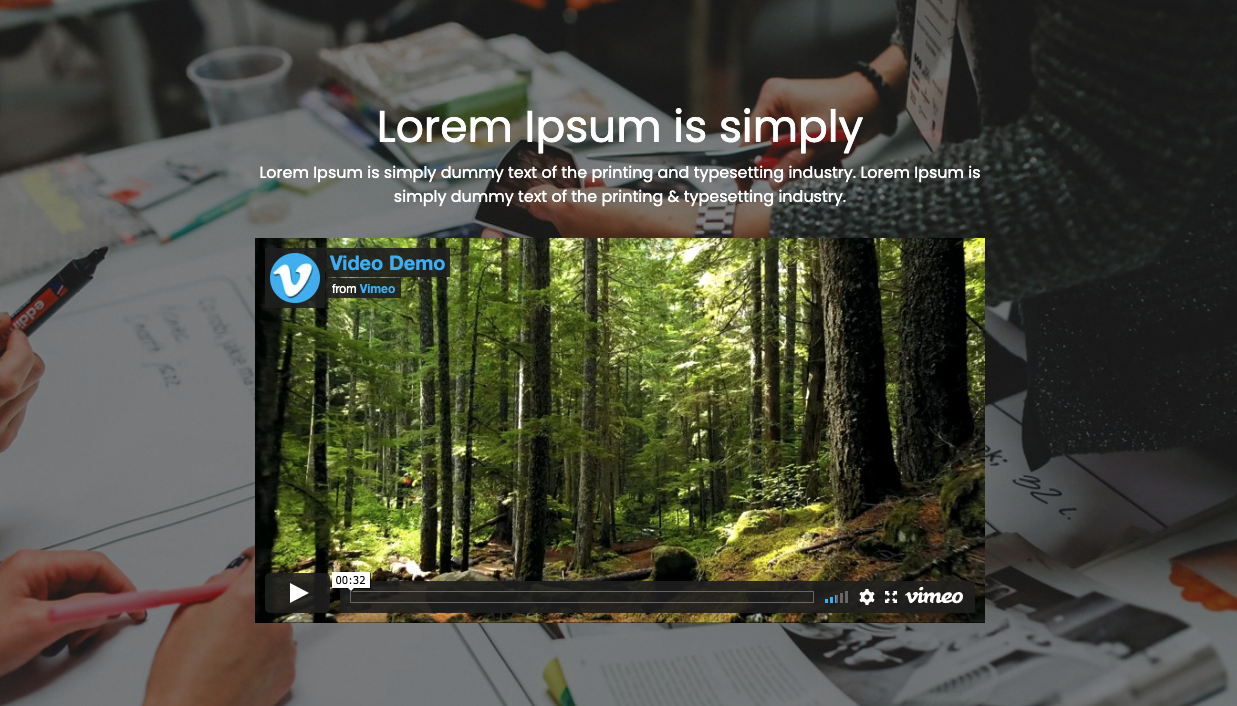 Lorem Ipsum is simply
Lorem Ipsum is simply dummy text of the printing and typesetting industry. Lorem Ipsum is
simply dummy text of the printing & typesetting industry.
Video Demo
from Vimeo
00:32
vimeo